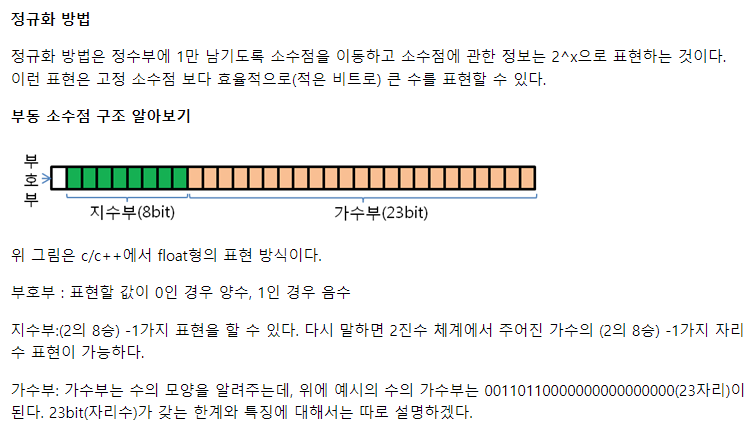 정규화 방법
정규화 방법은 정수부에 1만 남기도록 소수점을 이동하고 소수점에 관한 정보는 2^x으로 표현하는 것이다.
이런 표현은 고정 소수점 보다 효율적으로(적은 비트로) 큰 수를 표현할 수 있다.
부동 소수점 구조 알아보기
부
호
부
지수부(8bit)
가수부(23bit)
위 그림은 c/c++에서 float형의 표현 방식이다.
부호부 : 표현할 값이 0인 경우 양수, 1인 경우 음수
지수부:(2의 8승) -1가지 표현을 할 수 있다. 다시 말하면 2진수 체계에서 주어진 가수의 (2의 8승) -1가지 자리
수 표현이 가능하다.
가수부: 가수부는 수의 모양을 알려주는데, 위에 예시의 수의 가수부는 00110110000000000000000(23자리)이
된다. 23bit(자리수)가 갖는 한계와 특징에 대해서는 따로 설명하겠다.